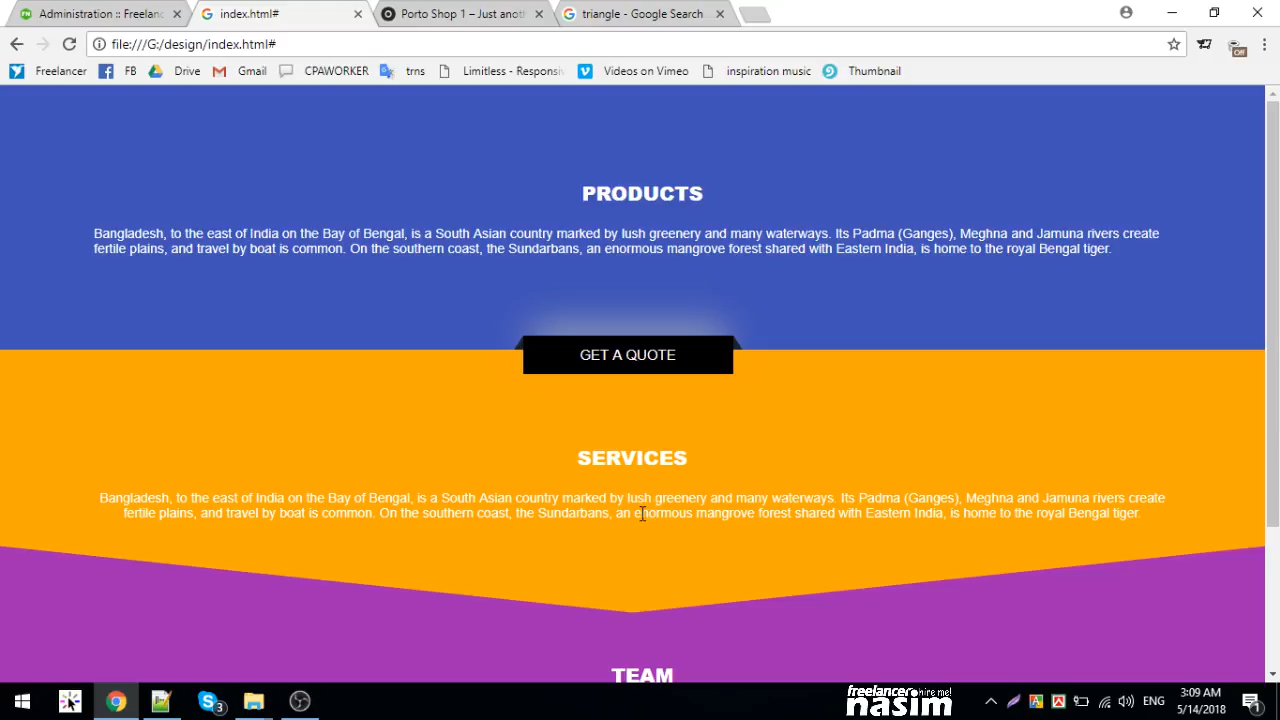 Administration :: Freelanc
index.html#
Porto Shop 1 – Just anoth
triangle - Google Search
file:///G:/design/index.html#
Off
Freelancer
FB
Drive
Gmail
CPAWORKER
trns
Limitless - Responsiv
Videos on Vimeo
inspiration music
Thumbnail
PRODUCTS
Bangladesh, to the east of India on the Bay of Bengal, is a South Asian country marked by lush greenery and many waterways. Its Padma (Ganges), Meghna and Jamuna rivers create
fertile plains, and travel by boat is common. On the southern coast, the Sundarbans, an enormous mangrove forest shared with Eastern India, is home to the royal Bengal tiger.
GET A QUOTE
SERVICES
Bangladesh, to the east of India on the Bay of Bengal, is a South Asian country marked by lush greenery and many waterways. Its Padma (Ganges), Meghna and Jamuna rivers create
fertile plains, and travel by boat is common. On the southern coast, the Sundarbans, an enormous mangrove forest shared with Eastern India, is home to the royal Bengal tiger.
TEAM
3
freelancer hire me!
nasim
ENG
3:09 AM
5/14/2018
1